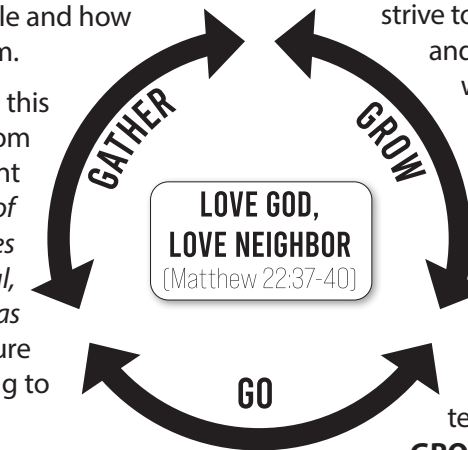 le and how
m.
this
om
nt
of
es
al,
as
ure
g to
GATHER
GROW
LOVE GOD,
LOVE NEIGHBOR
(Matthew 22:37-40)
GO
strive to
and
te